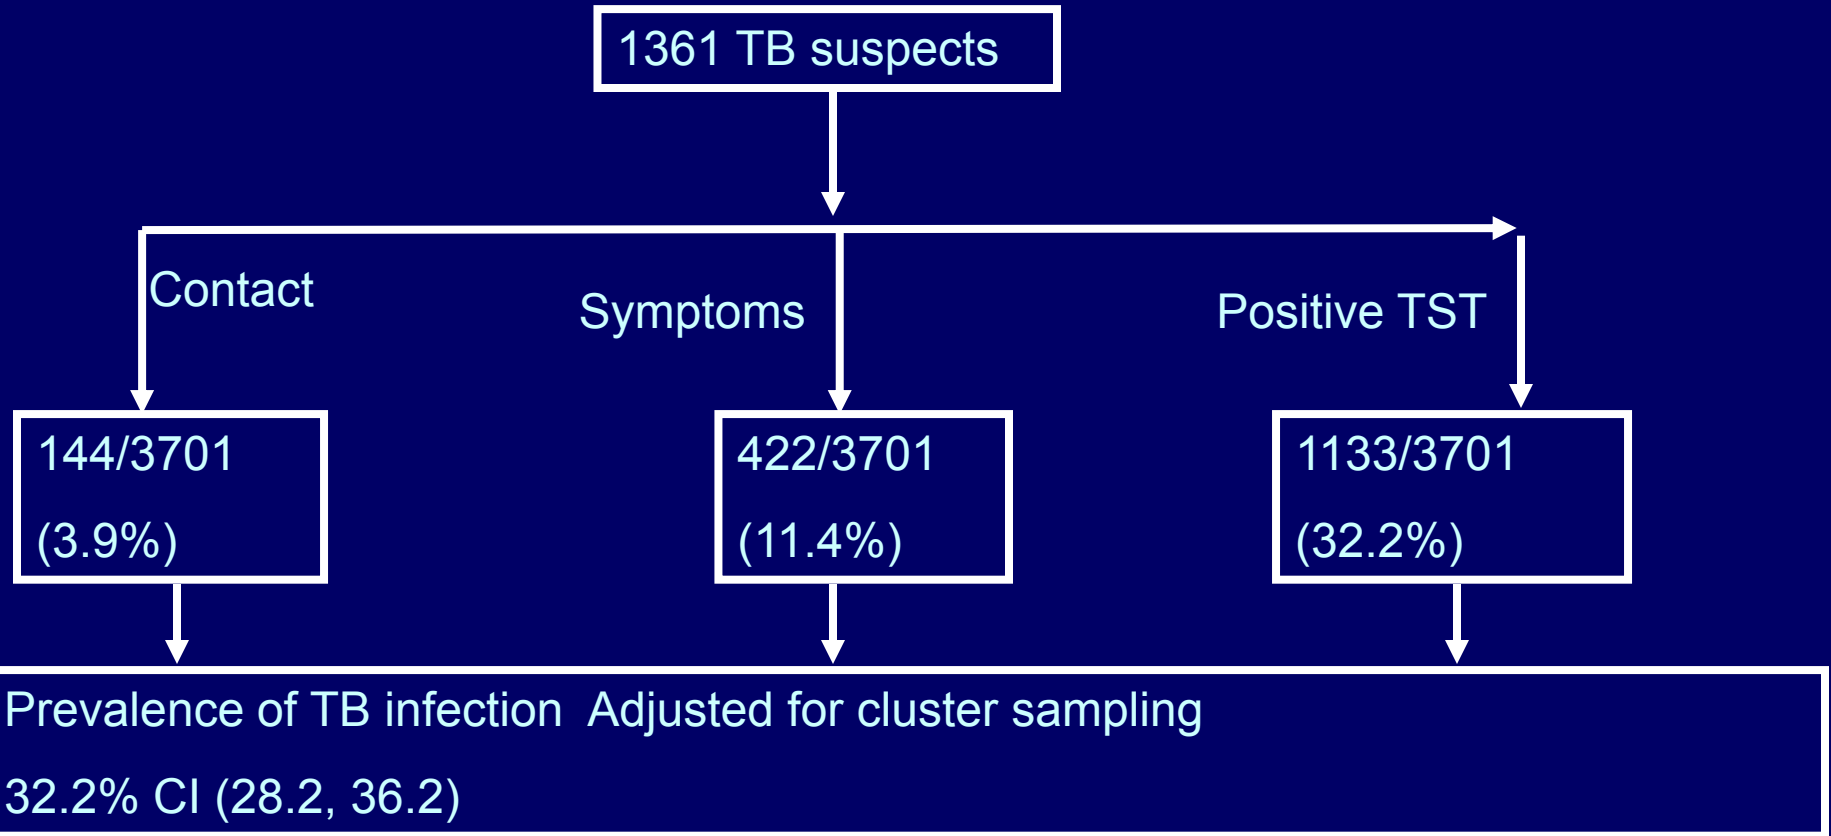 1361 TB suspects
Contact
Symptoms
Positive TST
144/3701
(3.9%)
422/3701
(11.4%)
1133/3701
(32.2%)
Prevalence of TB infection  Adjusted for cluster sampling
32.2% CI (28.2, 36.2)